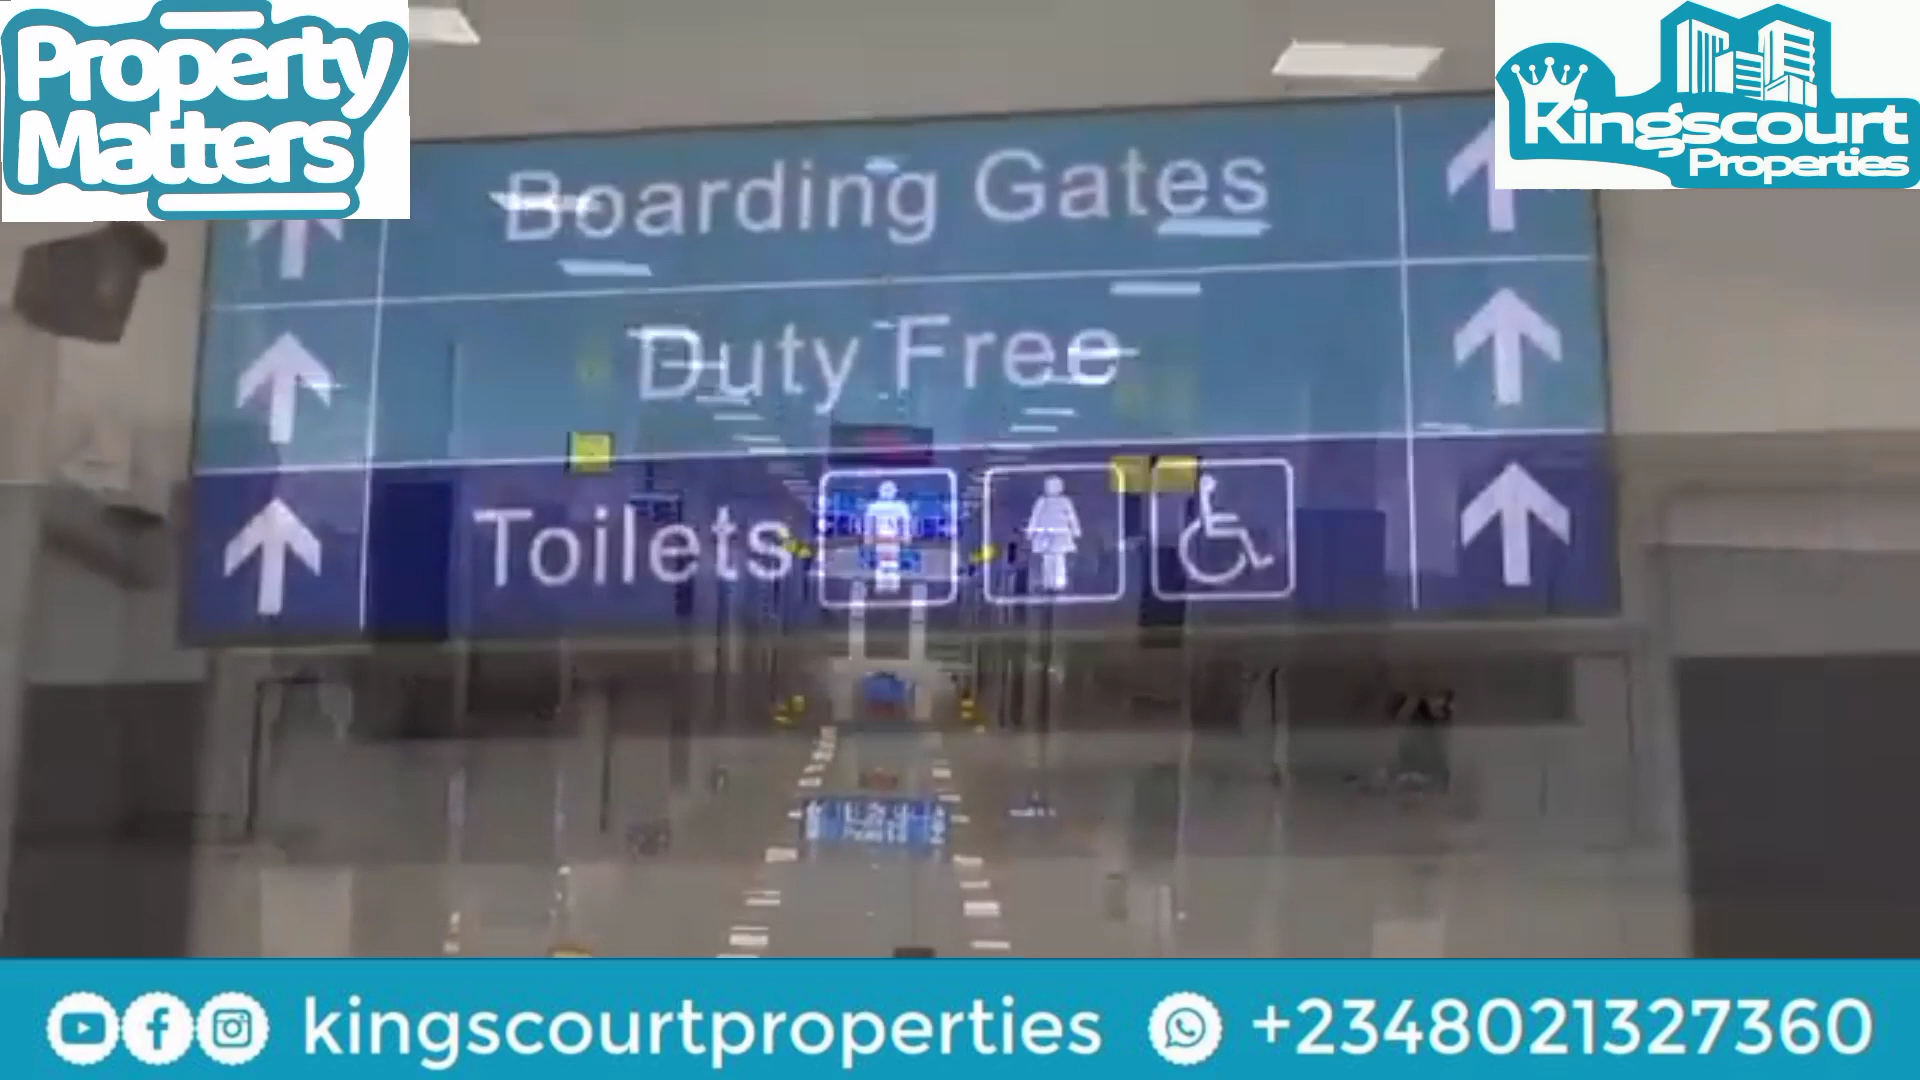 Property
Matters
Kingscourt
Properties
Boarding Gates
Duty Free
Toilets
kingscourtproperties
+2348021327360